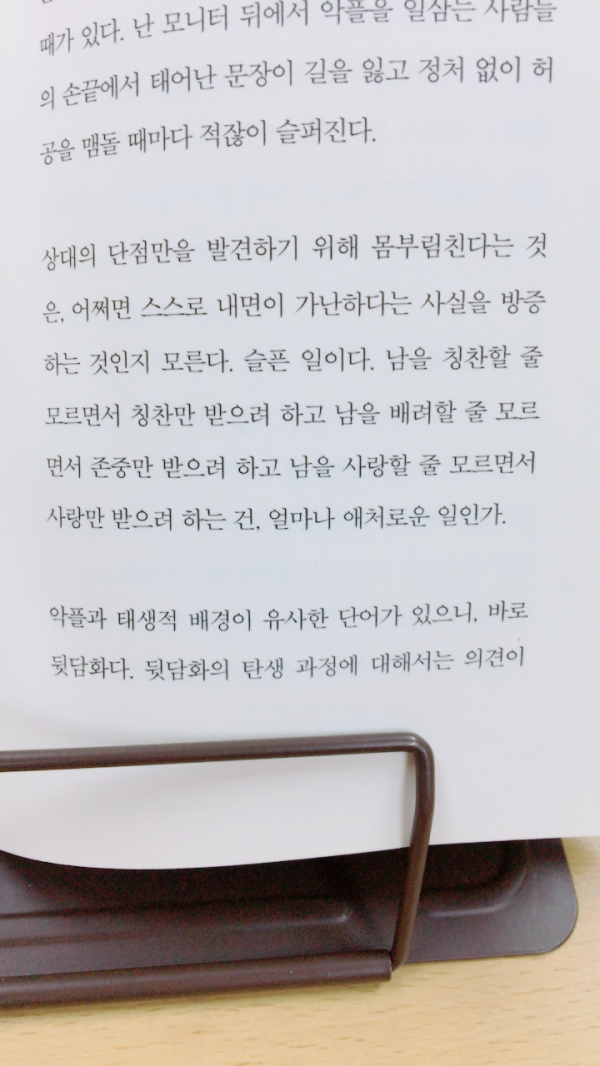 때가 있다. 난 모니터 뒤에서 악플을 일삼는 사람들
의 손끝에서 태어난 문장이 길을 잃고 정처 없이 허
공을 맴돌 때마다 적잖이 슬퍼진다.
상대의 단점만을 발견하기 위해 몸부림친다는 것
은, 어쩌면 스스로 내면이 가난하다는 사실을 방증
하는 것인지 모른다. 슬픈 일이다. 남을 칭찬할 줄
모르면서 칭찬만 받으려 하고 남을 배려할 줄 모르
면서 존중만 받으려 하고 남을 사랑할 줄 모르면서
사랑만 받으려 하는 건, 얼마나 애처로운 일인가.
악플과 태생적 배경이 유사한 단어가 있으니, 바로
뒷담화다. 뒷담화의 탄생 과정에 대해서는 의견이